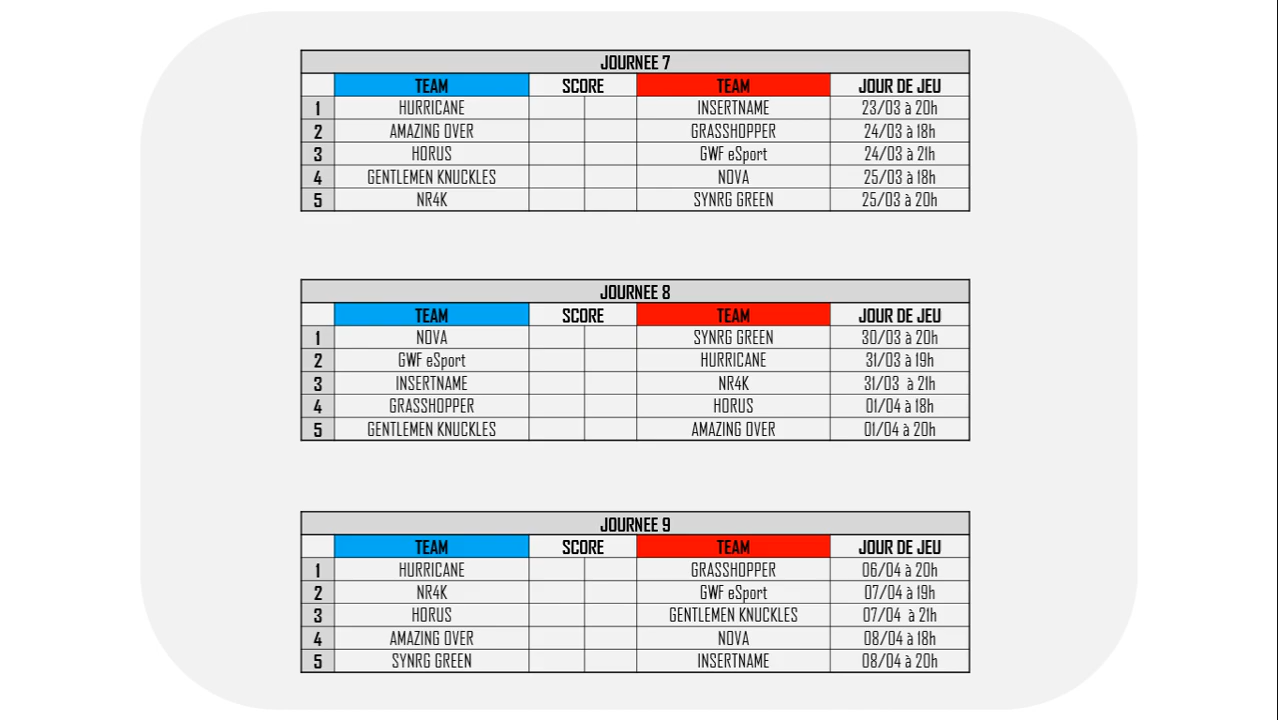 JOURNEE 7
TEAM SCORE TEAM JOUR DE JEU
1 HURRICANE INSERTNAME 23/03 à 20h
2 AMAZING OVER GRASSHOPPER 24/03 à 18h
3 HORUS GWF eSport 24/03 à 21h
4 GENTLEMEN KNUCKLES NOVA 25/03 à 18h
5 NR4K SYNRG GREEN 25/03 à 20h
JOURNEE 8
TEAM SCORE TEAM JOUR DE JEU
1 NOVA SYNRG GREEN 30/03 à 20h
2 GWF eSport HURRICANE 31/03 à 19h
3 INSERTNAME NR4K 31/03 à 21h
4 GRASSHOPPER HORUS 01/04 à 18h
5 GENTLEMEN KNUCKLES AMAZING OVER 01/04 à 20h
JOURNEE 9
TEAM SCORE TEAM JOUR DE JEU
1 HURRICANE GRASSHOPPER 06/04 à 20h
2 NR4K GWF eSport 07/04 à 19h
3 HORUS GENTLEMEN KNUCKLES 07/04 à 21h
4 AMAZING OVER NOVA 08/04 à 18h
5 SYNRG GREEN INSERTNAME 08/04 à 20h